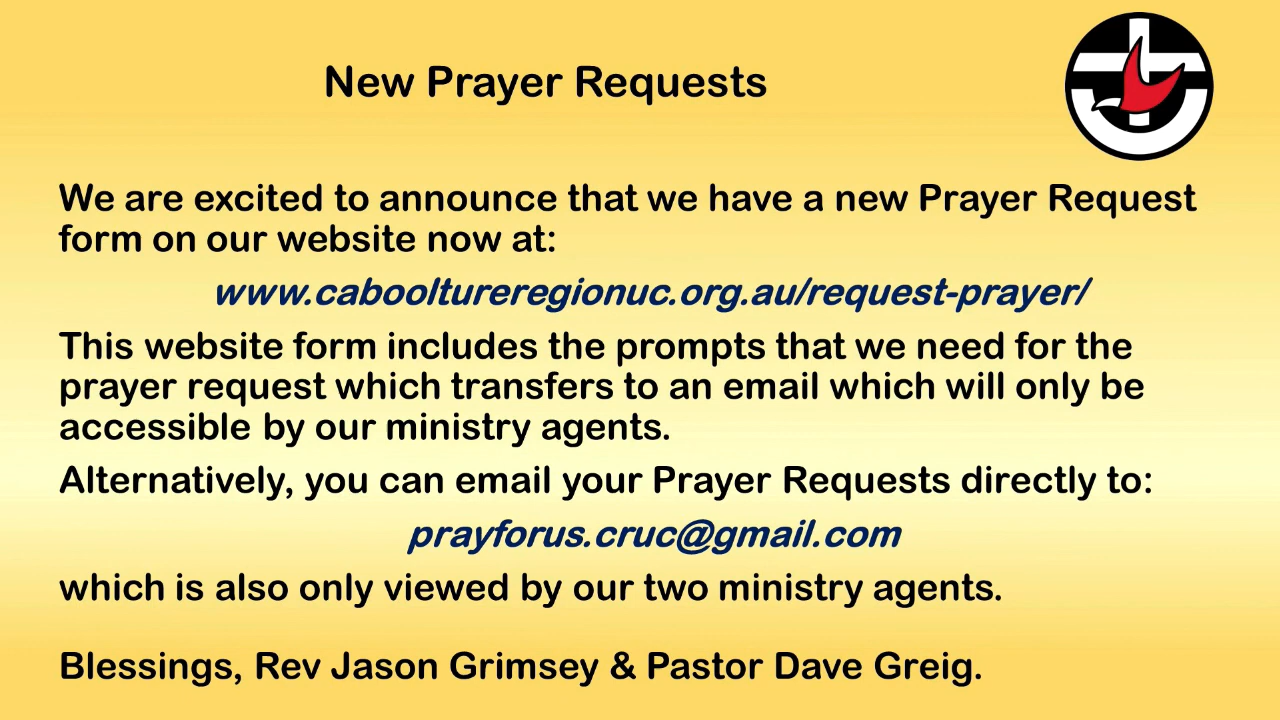 New Prayer Requests
We are excited to announce that we have a new Prayer Request
form on our website now at:
www.cabooltureregionuc.org.au/request-prayer/
This website form includes the prompts that we need for the
prayer request which transfers to an email which will only be
accessible by our ministry agents.
Alternatively, you can email your Prayer Requests directly to:
prayforus.cruc@gmail.com
which is also only viewed by our two ministry agents.
Blessings, Rev Jason Grimsey & Pastor Dave Greig.